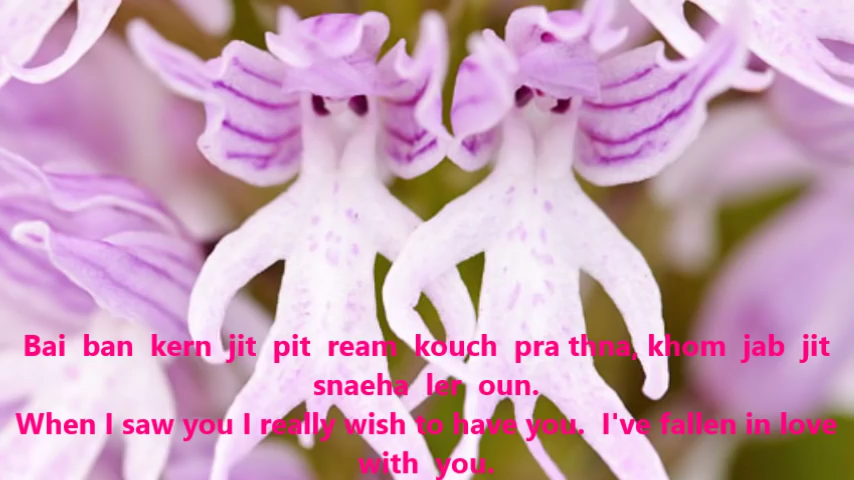 Bai ban kern jit pit ream kouch pra thna, khom jab jit
snaeha ler oun.
When I saw you I really wish to have you. I've fallen in love
with you.